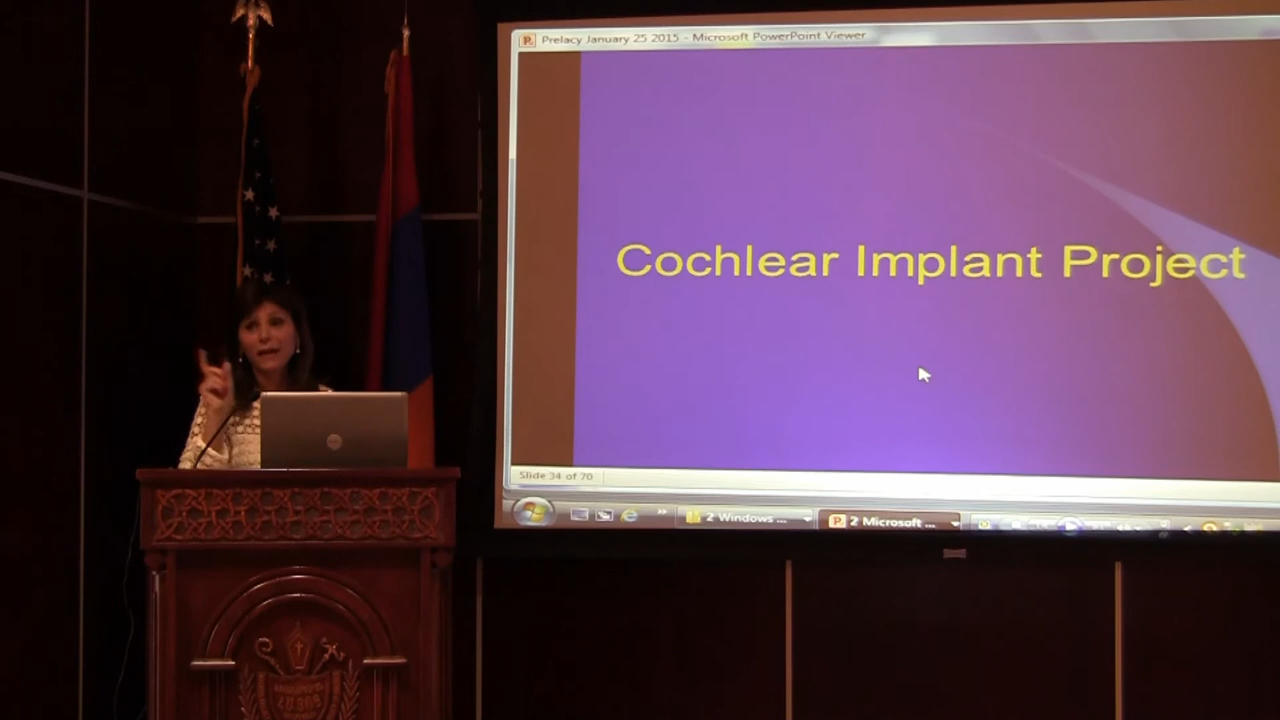 Prelacy January 25 2015 - Microsoft PowerPoint Viewer
Cochlear Implant Project
Slide 34 of 70
2 Windows ...
2 Microsoft ...